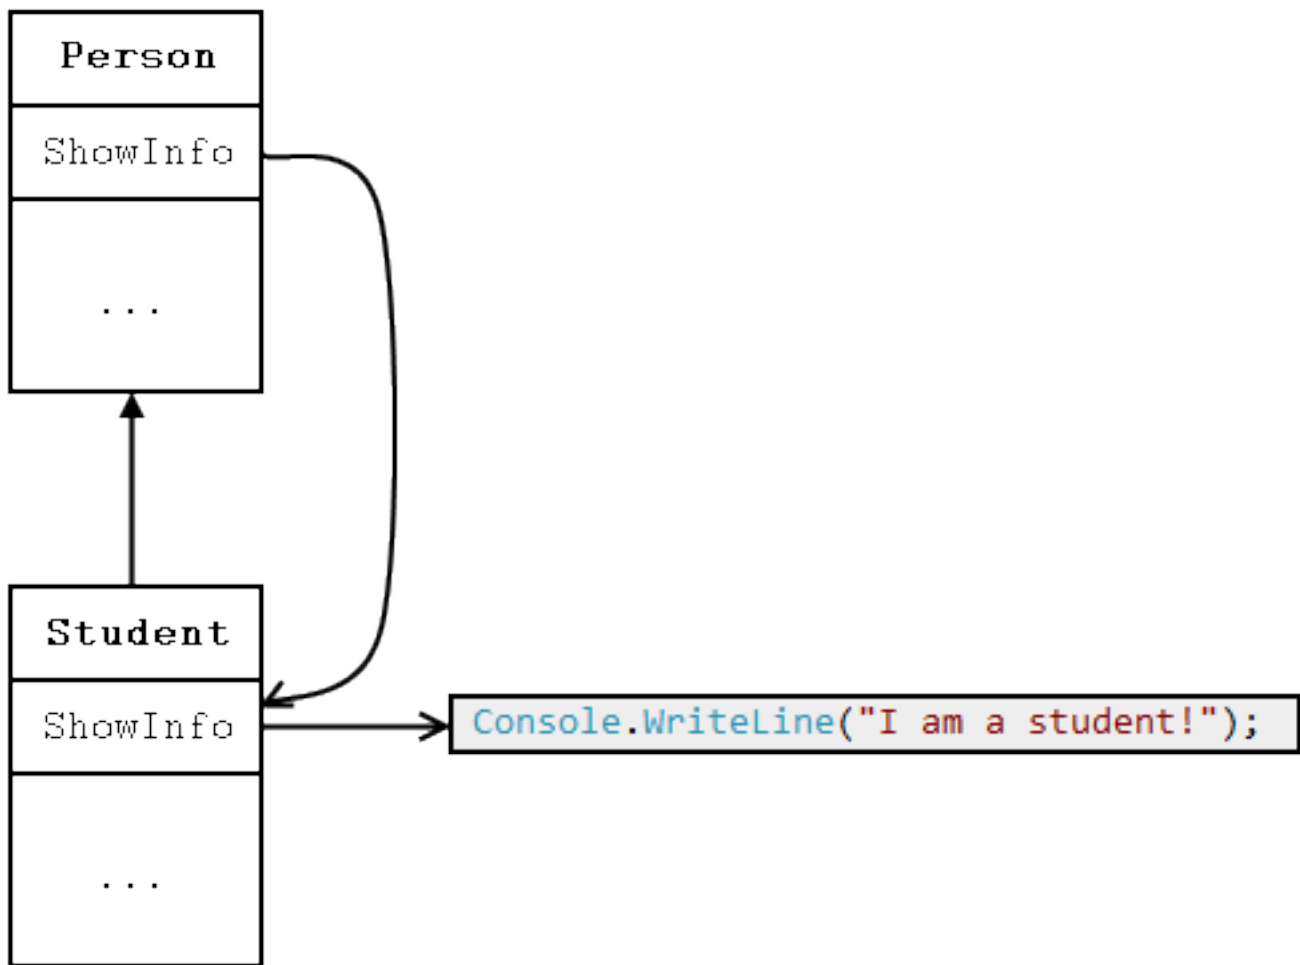 Person
ShowInfo
...
Student
ShowInfo
Console.WriteLine("I am a student!");
...